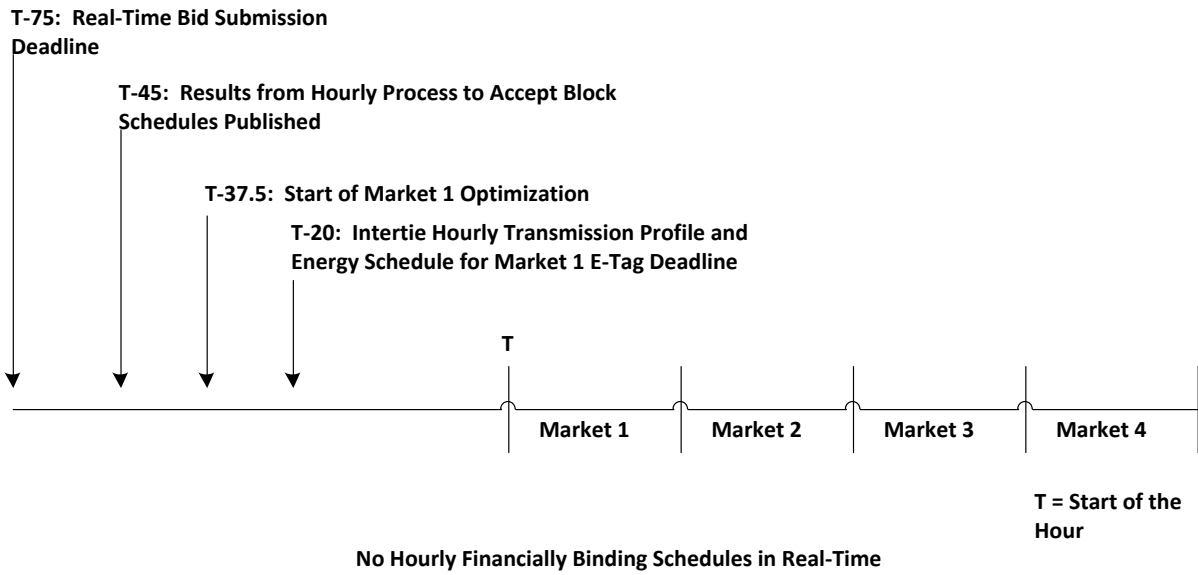 T-75: Real-Time Bid Submission
Deadline
T-45: Results from Hourly Process to Accept Block
Schedules Published
T-37.5: Start of Market 1 Optimization
T-20: Intertie Hourly Transmission Profile and
Energy Schedule for Market 1 E-Tag Deadline
T
Market 1
Market 2
Market 3
Market 4
T = Start of the
Hour
No Hourly Financially Binding Schedules in Real-Time